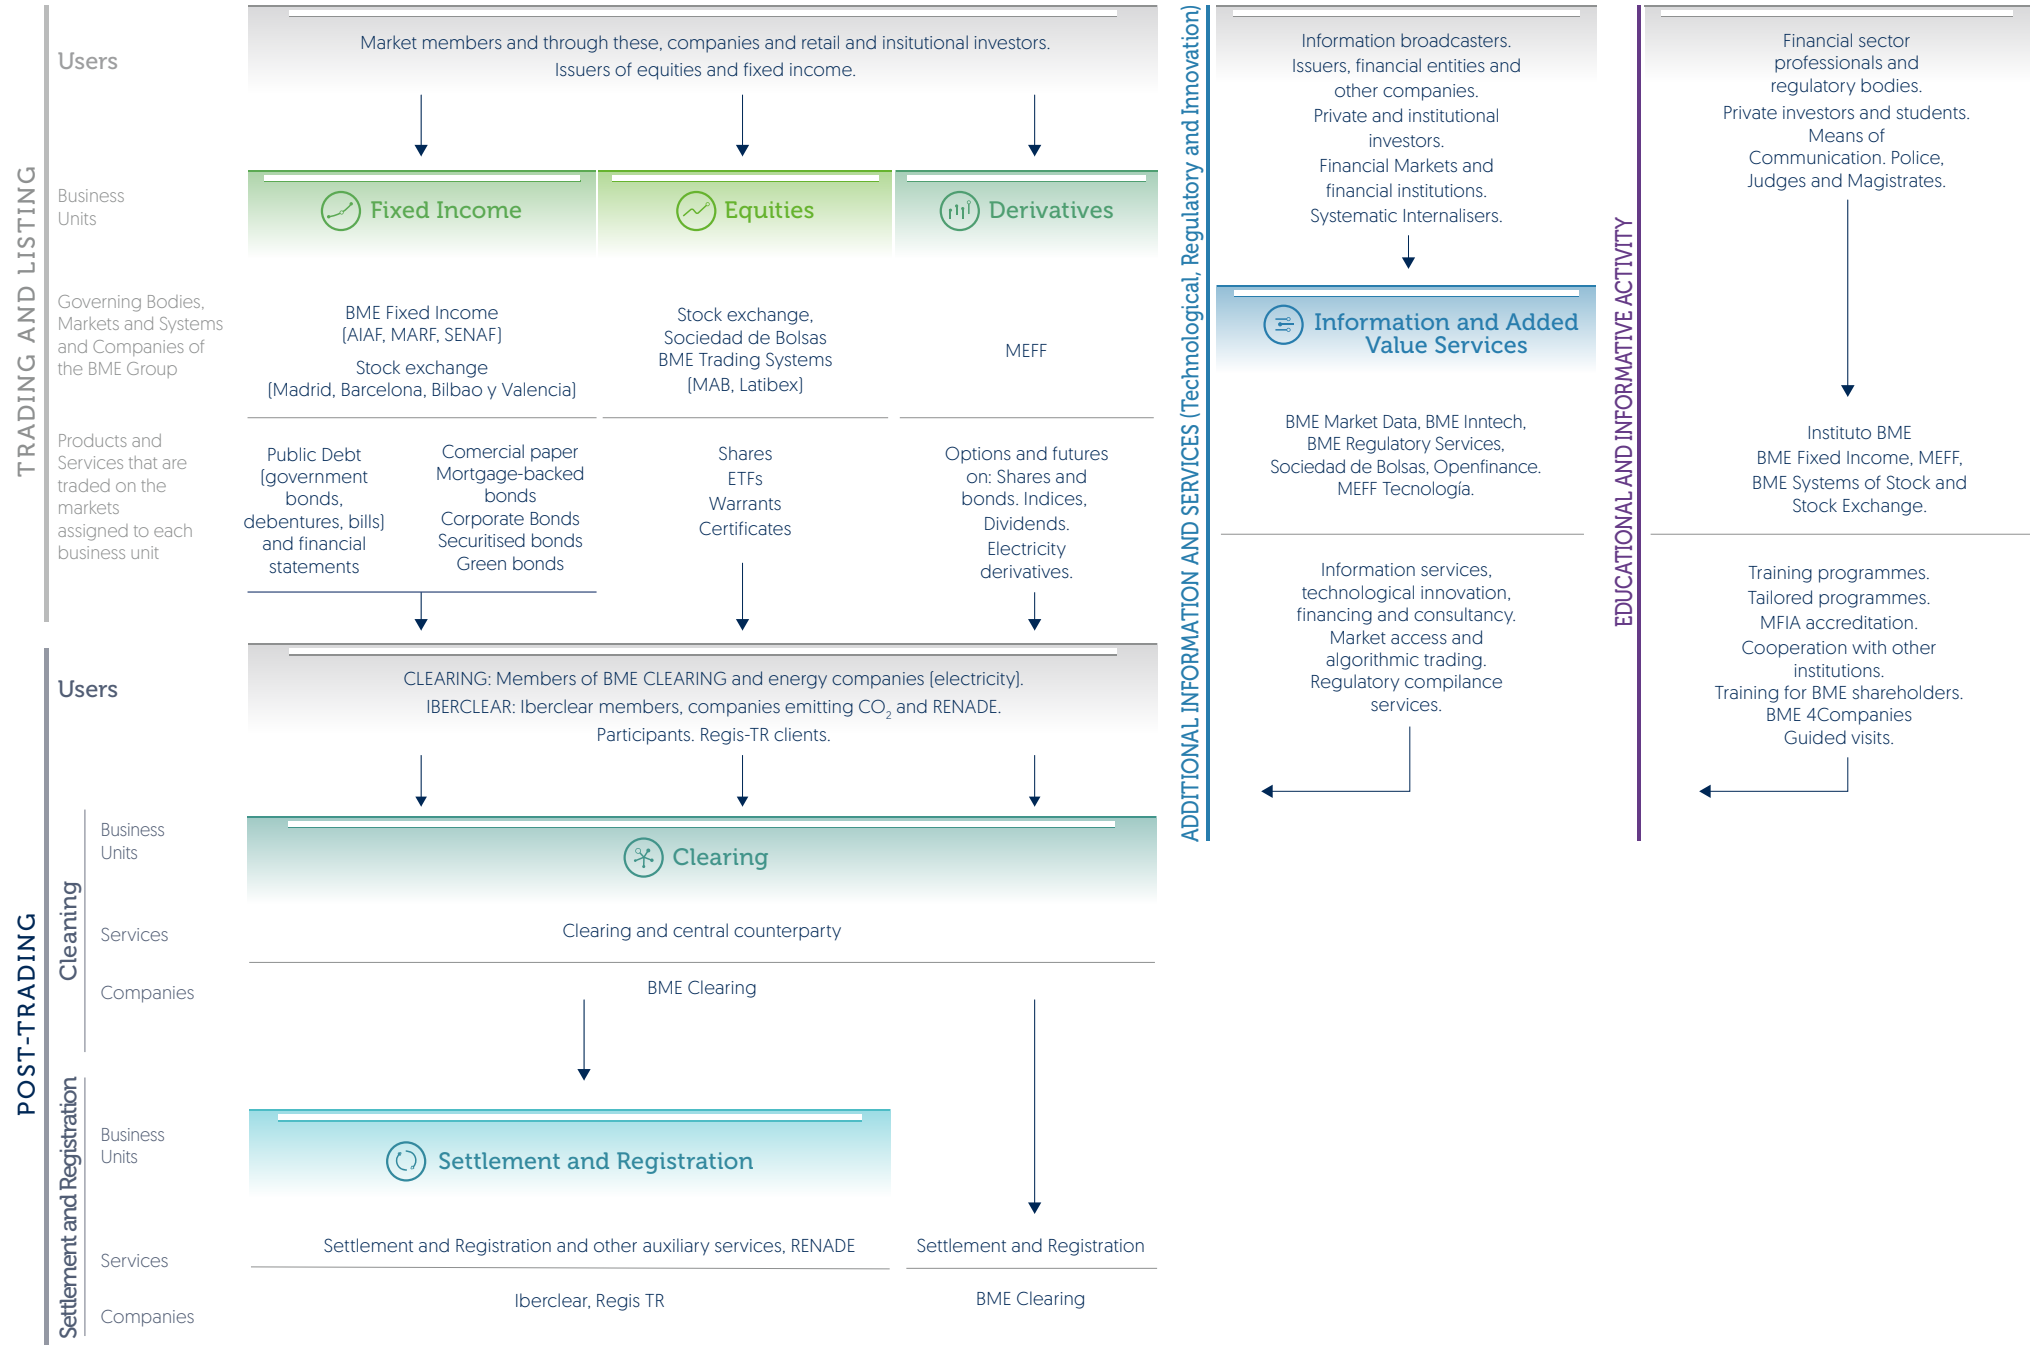 TRADING AND LISTING
Users
Market members and through these, companies and retail and insitutional investors.
Issuers of equities and fixed income.
Business
Units
Fixed Income
Equities
Derivatives
Governing Bodies,
Markets and Systems
and Companies of
the BME Group
BME Fixed Income
(AIAF, MARF, SENAF)
Stock exchange
(Madrid, Barcelona, Bilbao y Valencia)
Stock exchange,
Sociedad de Bolsas
BME Trading Systems
(MAB, Latibex)
MEFF
Products and
Services that are
traded on the
markets
assigned to each
business unit
Public Debt
(government
bonds,
debentures, bills)
and financial
statements
Comercial paper
Mortgage-backed
bonds
Corporate Bonds
Securitised bonds
Green bonds
Shares
ETFs
Warrants
Certificates
Options and futures
on: Shares and
bonds. Indices,
Dividends.
Electricity
derivatives.
POST-TRADING
Users
CLEARING: Members of BME CLEARING and energy companies (electricity).
IBERCLEAR: Iberclear members, companies emitting CO2 and RENADE.
Participants. Regis-TR clients.
Cleaning
Business
Units
Clearing
Services
Clearing and central counterparty
Companies
BME Clearing
Settlement and Registration
Business
Units
Settlement and Registration
Services
Settlement and Registration and other auxiliary services, RENADE
Settlement and Registration
Companies
Iberclear, Regis TR
BME Clearing
ADDITIONAL INFORMATION AND SERVICES (Technological, Regulatory and Innovation)
Information broadcasters.
Issuers, financial entities and
other companies.
Private and institutional
investors.
Financial Markets and
financial institutions.
Systematic Internalisers.
Information and Added
Value Services
BME Market Data, BME Inntech,
BME Regulatory Services,
Sociedad de Bolsas, Openfinance.
MEFF Tecnología.
Information services,
technological innovation,
financing and consultancy.
Market access and
algorithmic trading.
Regulatory compilance
services.
EDUCATIONAL AND INFORMATIVE ACTIVITY
Financial sector
professionals and
regulatory bodies.
Private investors and students.
Means of
Communication. Police,
Judges and Magistrates.
Instituto BME
BME Fixed Income, MEFF,
BME Systems of Stock and
Stock Exchange.
Training programmes.
Tailored programmes.
MFIA accreditation.
Cooperation with other
institutions.
Training for BME shareholders.
BME 4Companies
Guided visits.